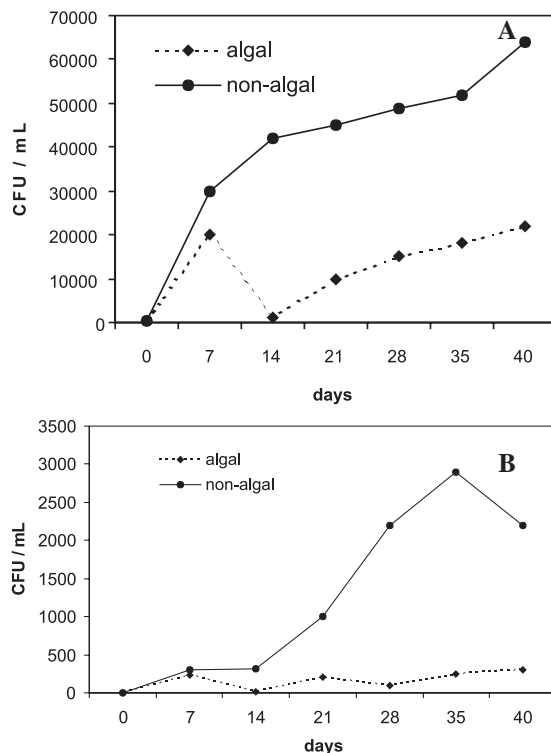 A
algal
non-algal
70000
60000
50000
40000
30000
20000
10000
0
CFU / mL
0 7 14 21 28 35 40
days
B
algal
non-algal
3500
3000
2500
2000
1500
1000
500
0
CFU / mL
0 7 14 21 28 35 40
days